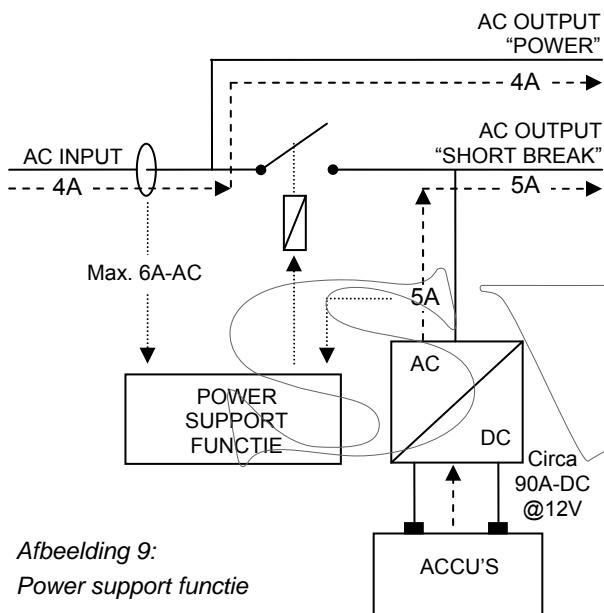 AC OUTPUT
“POWER”
4A
AC OUTPUT
“SHORT BREAK”
AC INPUT
4A
5A
Max. 6A-AC
5A
AC
DC
POWER
SUPPORT
FUNCTIE
Circa
90A-DC
@12V
ACCU'S
Afbeelding 9:
Power support functie